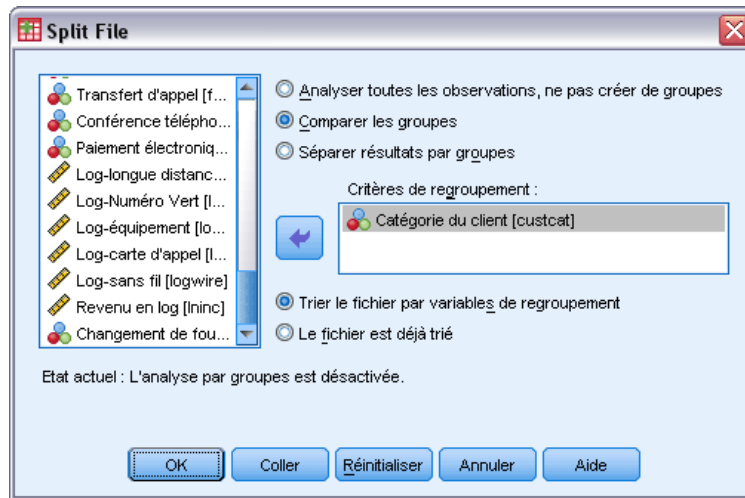 Split File
Transfert d'appel [f...
Conférence télépho...
Paiement électroniq...
Log-longue distanc...
Log-Numéro Vert [l...
Log-équipement [lo...
Log-carte d'appel [l...
Log-sans fil [logwire]
Revenu en log [lninc]
Changement de fou...
Analyser toutes les observations, ne pas créer de groupes
Comparer les groupes
Séparer résultats par groupes
Critères de regroupement :
Catégorie du client [custcat]
Trier le fichier par variables de regroupement
Le fichier est déjà trié
Etat actuel : L'analyse par groupes est désactivée.
OK
Coller
Réinitialiser
Annuler
Aide